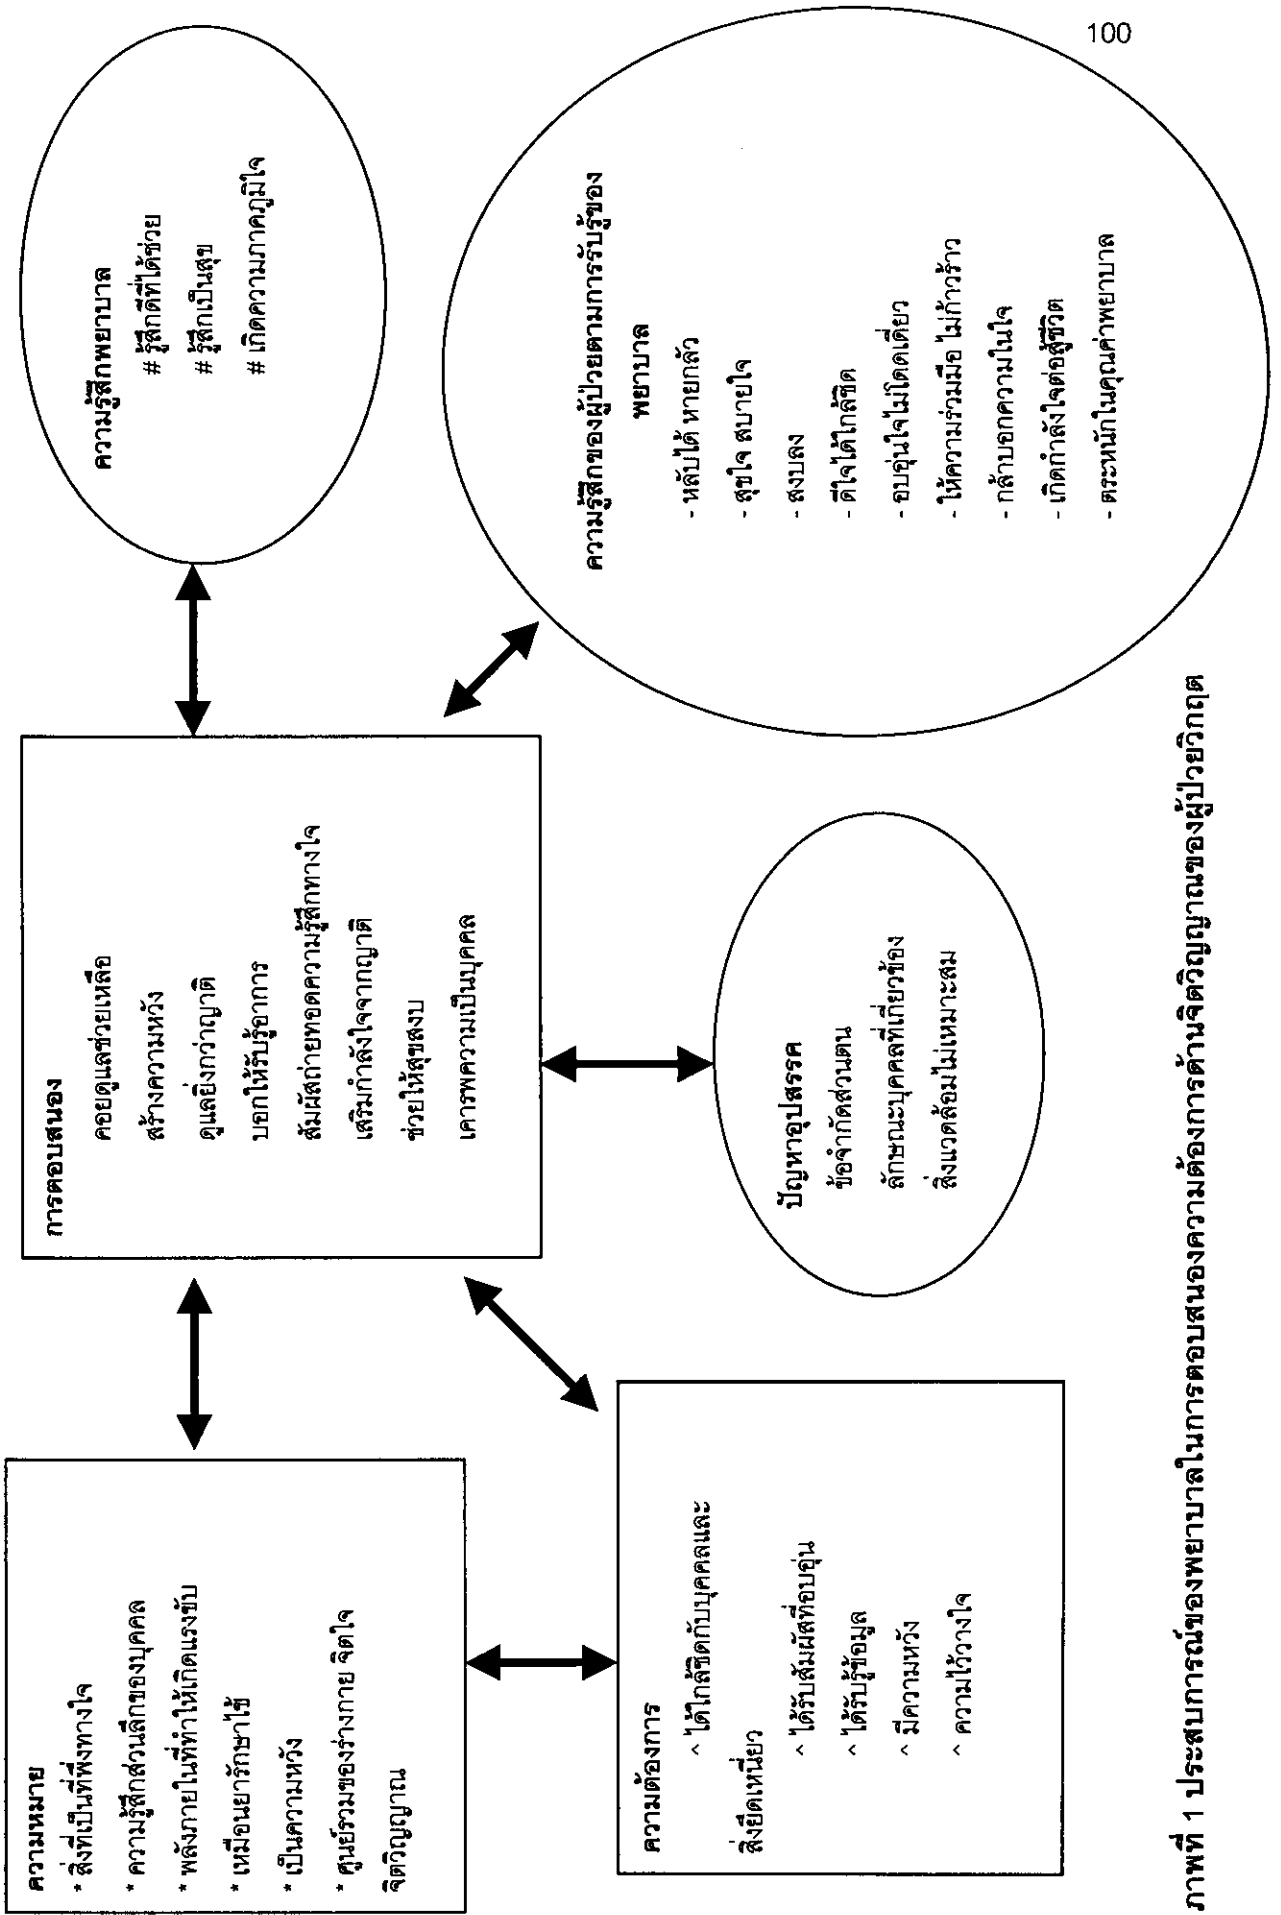 100
ความหมาย
* สิ่งที่เป็นที่พึ่งทางใจ
* ความรู้สึกส่วนลึกของบุคคล
* พลังภายในที่ทำให้เกิดแรงขับ
* เหมือนยารักษาไข้
* เป็นความหวัง
* ศูนย์รวมของร่างกาย จิตใจ
จิตวิญญาณ
การตอบสนอง
คอยดูแลช่วยเหลือ
สร้างความหวัง
ดูแลยิ่งกว่าญาติ
บอกให้รับรู้อาการ
สัมผัสถ่ายทอดความรู้สึกทางใจ
เสริมกำลังใจจากญาติ
ช่วยให้สุขสงบ
เคารพความเป็นบุคคล
ความรู้สึกพยาบาล
# รู้สึกดีที่ได้ช่วย
# รู้สึกเป็นสุข
# เกิดความภาคภูมิใจ
ความต้องการ
^ ได้ใกล้ชิดกับบุคคลและ
สิ่งยึดเหนี่ยว
^ ได้รับสัมผัสที่อบอุ่น
^ ได้รับรู้ข้อมูล
^ มีความหวัง
^ ความไว้วางใจ
ปัญหาอุปสรรค
ข้อจำกัดส่วนตน
ลักษณะบุคคลที่เกี่ยวข้อง
สิ่งแวดล้อมไม่เหมาะสม
ความรู้สึกของผู้ป่วยตามการรับรู้ของ
พยาบาล
- หลับได้ หายกลัว
- สุขใจ สบายใจ
- สงบลง
- ดีใจได้ใกล้ชิด
- อบอุ่นใจไม่โดดเดี่ยว
- ให้ความร่วมมือ ไม่ก้าวร้าว
- กล้าบอกความในใจ
- เกิดกำลังใจต่อสู้ชีวิต
- ตระหนักในคุณค่าพยาบาล
ภาพที่ 1 ประสบการณ์ของพยาบาลในการตอบสนองความต้องการด้านจิตวิญญาณของผู้ป่วยวิกฤต